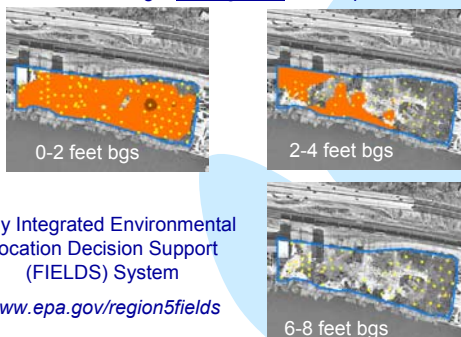 0-2 feet bgs
2-4 feet bgs
y Integrated Environmental
ocation Decision Support
(FIELDS) System
ww.epa.gov/region5fields
6-8 feet bgs